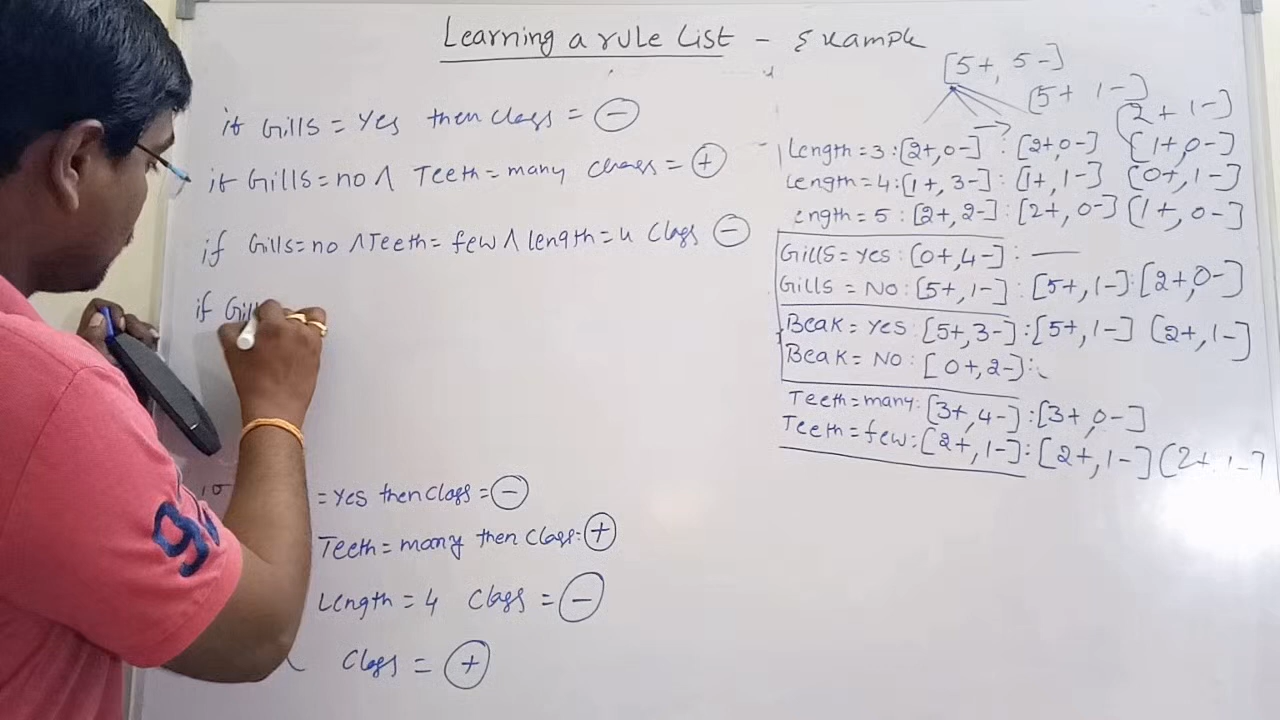 Learning a rule List - Example
if Gills = Yes then Class = ⊖
if Gills = no ∧ Teeth = many Class = ⊕
if Gills = no ∧ Teeth = few ∧ length = 4 Class ⊖
if Gill
= Yes then Class = ⊖
Teeth = many then Class = ⊕
Length = 4 Class = ⊖
Class = ⊕
[5+, 5-]
[5+ 1-]
[2+ 1-]
Length = 3 : [2+, 0-] : [2+, 0-] [1+, 0-]
Length = 4 : [1+, 3-] : [1+, 1-] [0+, 1-]
ength = 5 : [2+, 2-] : [2+, 0-] [1+, 0-]
Gills = Yes : [0+, 4-] : —
Gills = No : [5+, 1-] : [5+, 1-] : [2+, 0-]
Beak = Yes : [5+, 3-] : [5+, 1-] [2+, 1-]
Beak = No : [0+, 2-] :
Teeth = many : [3+, 4-] : [3+, 0-]
Teeth = few : [2+, 1-] : [2+, 1-] [2+, 1-]
95